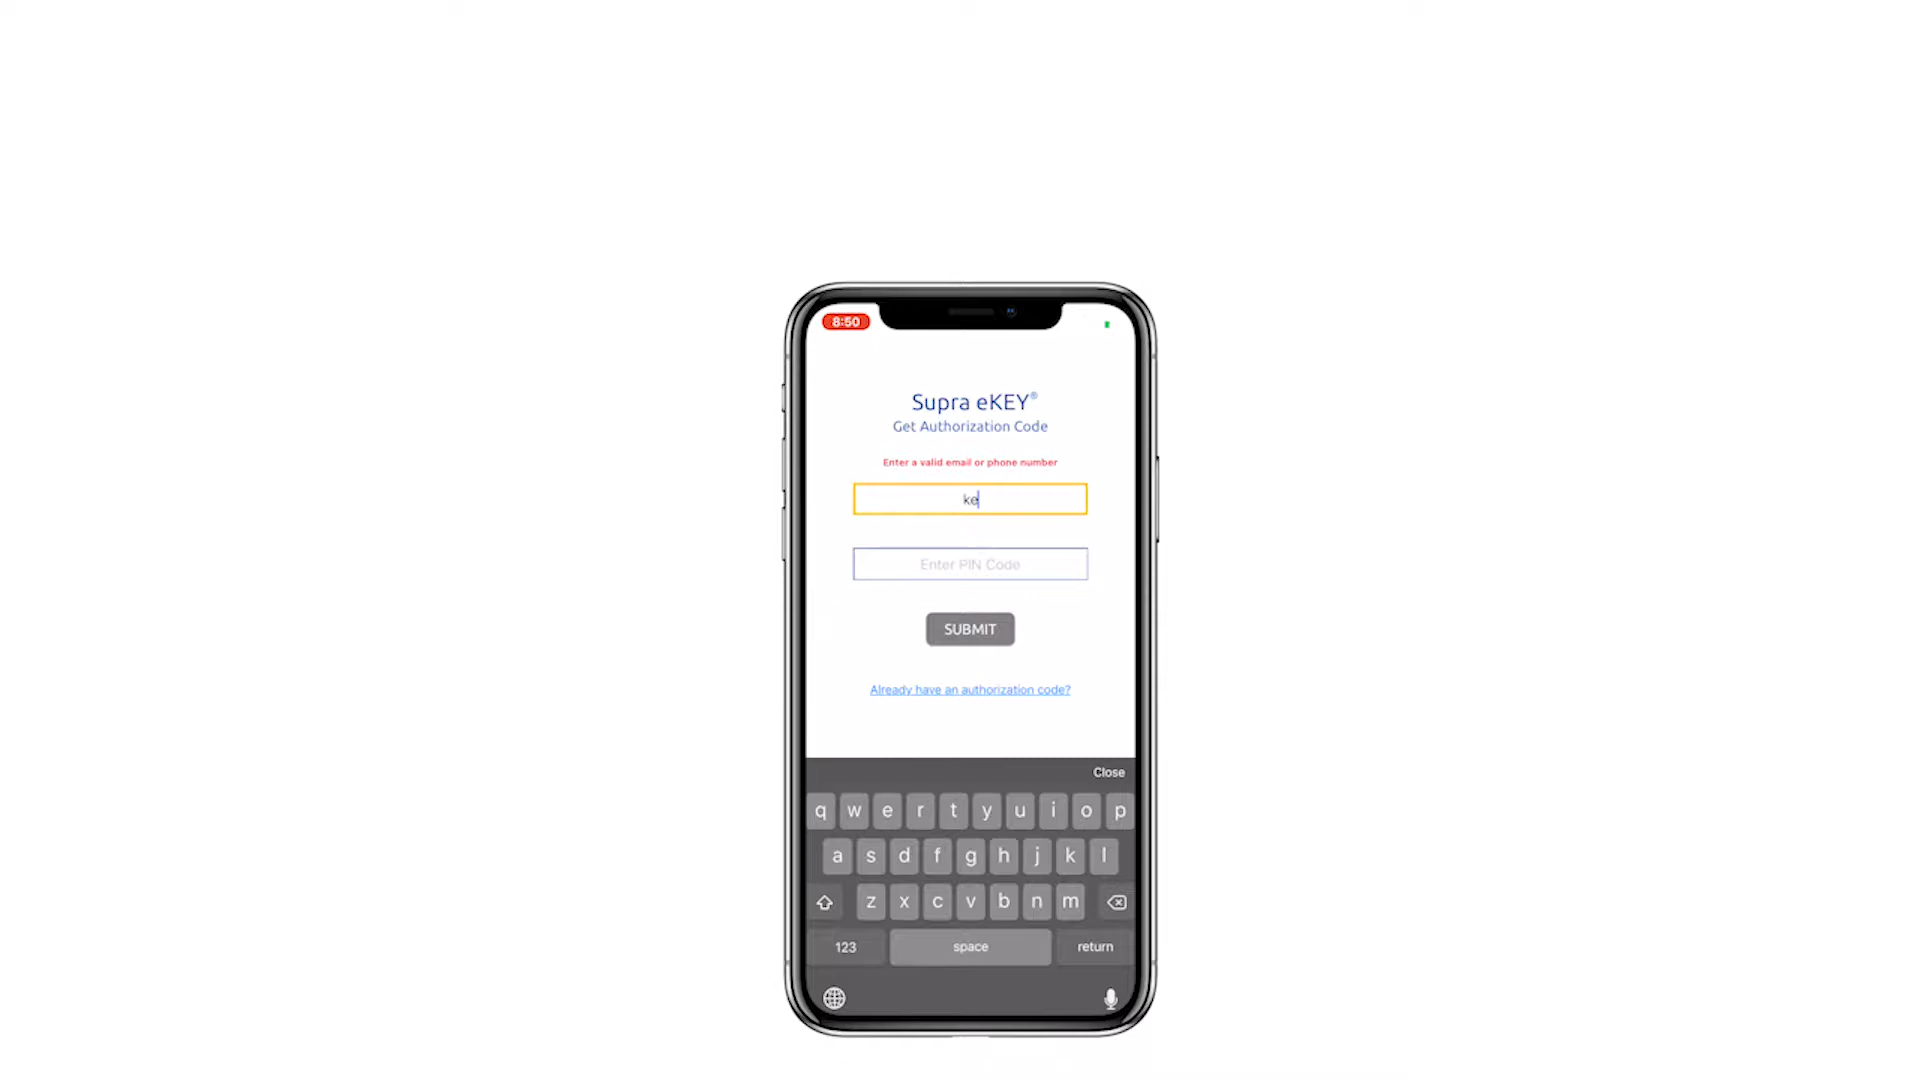 8:50
Supra eKEY®
Get Authorization Code
Enter a valid email or phone number
ke
Enter PIN Code
SUBMIT
Already have an authorization code?
Close
q w e r t y u i o p
a s d f g h j k l
z x c v b n m
123 space return